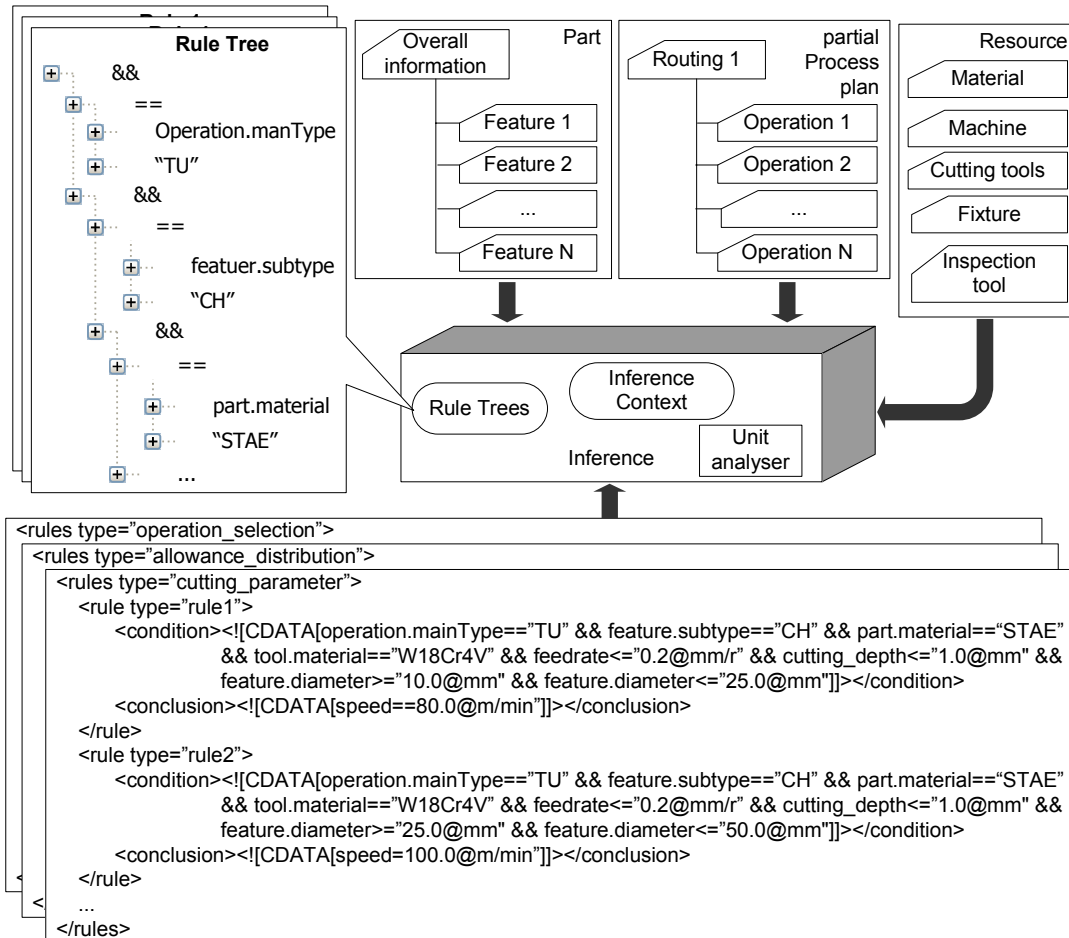 Rule Tree
&&
==
Operation.manType
“TU”
&&
==
featuer.subtype
“CH”
&&
==
part.material
“STAE”
...
Part
Overall
information
Feature 1
Feature 2
...
Feature N
partial
Process
plan
Routing 1
Operation 1
Operation 2
...
Operation N
Resource
Material
Machine
Cutting tools
Fixture
Inspection
tool
Rule Trees
Inference
Context
Inference
Unit
analyser
<rules type=”operation_selection”>
<rules type=”allowance_distribution”>
<rules type=”cutting_parameter”>
<rule type=”rule1”>
<condition><![CDATA[operation.mainType==”TU” && feature.subtype==”CH” && part.material==“STAE”
&& tool.material==”W18Cr4V” && feedrate<=”0.2@mm/r” && cutting_depth<=”1.0@mm" &&
feature.diameter>=”10.0@mm" && feature.diameter<=”25.0@mm"]]></condition>
<conclusion><![CDATA[speed==80.0@m/min”]]></conclusion>
</rule>
<rule type=”rule2”>
<condition><![CDATA[operation.mainType==”TU” && feature.subtype==”CH” && part.material==“STAE”
&& tool.material==”W18Cr4V” && feedrate<=”0.2@mm/r” && cutting_depth<=”1.0@mm" &&
feature.diameter>=”25.0@mm" && feature.diameter<=”50.0@mm"]]></condition>
<conclusion><![CDATA[speed=100.0@m/min”]]></conclusion>
</rule>
...
</rules>